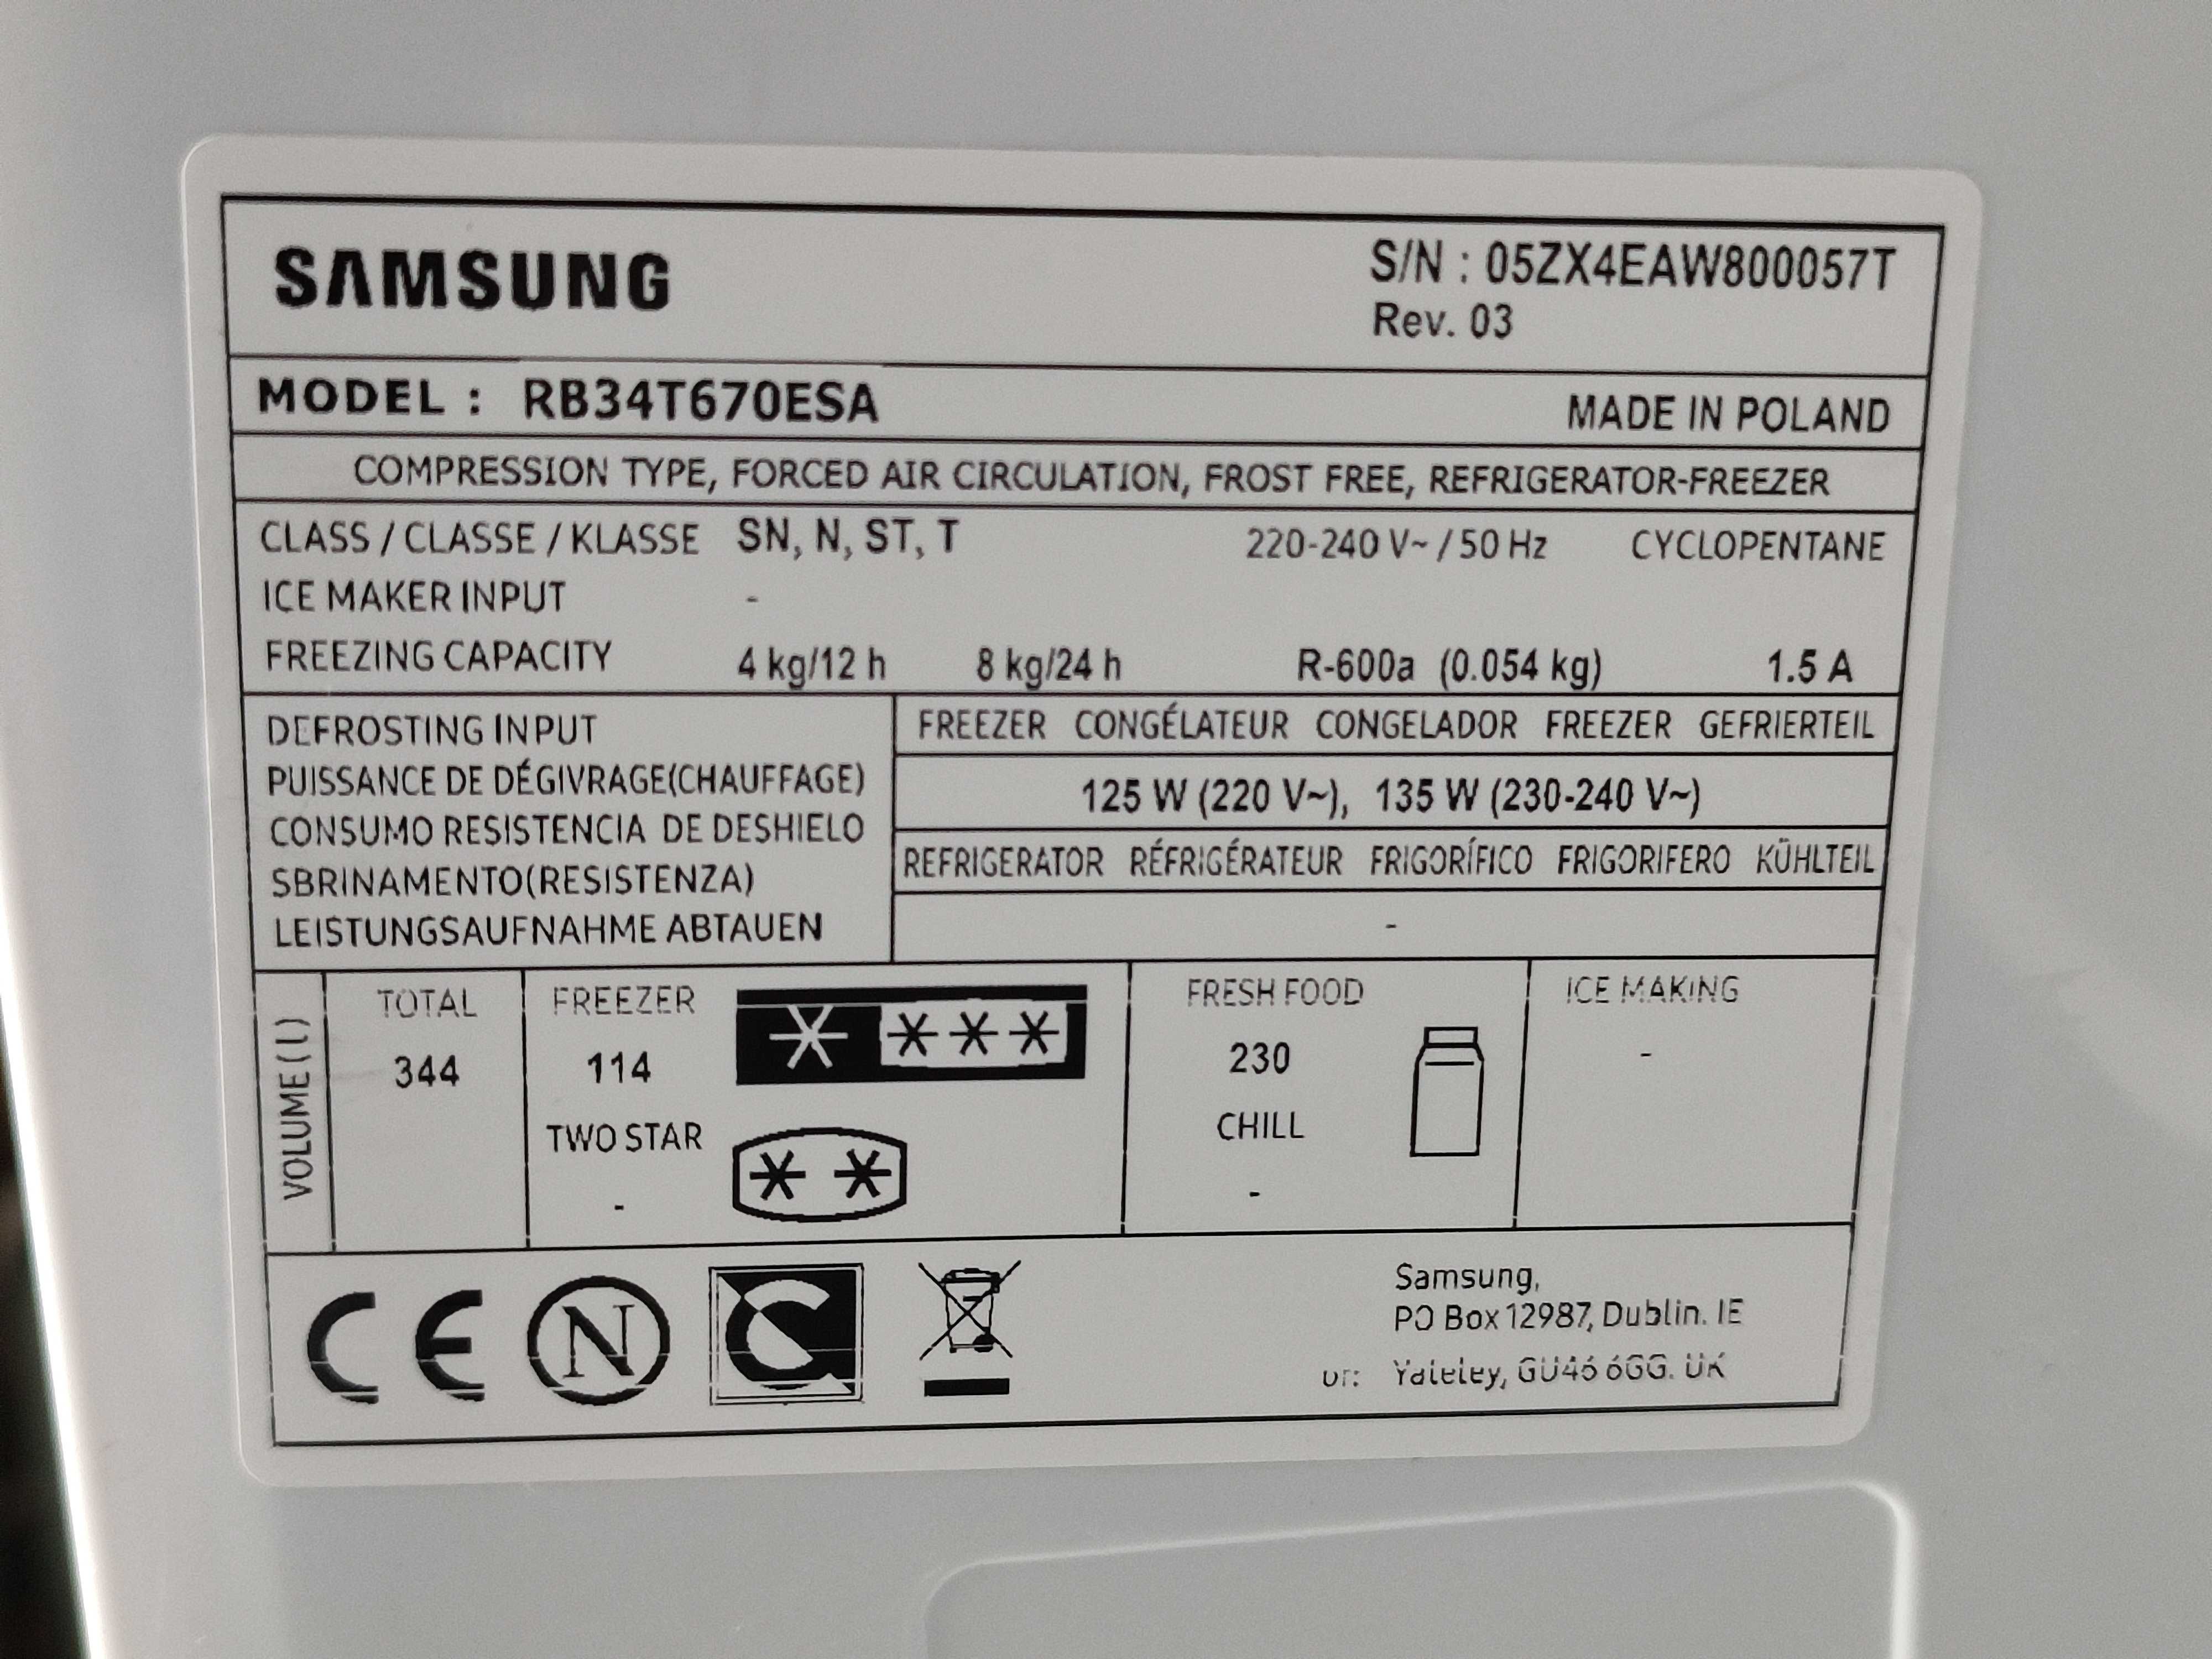 SAMSUNG
S/N : 05ZX4EAW800057T
Rev. 03
MODEL : RB34T670ESA
MADE IN POLAND
COMPRESSION TYPE, FORCED AIR CIRCULATION, FROST FREE, REFRIGERATOR-FREEZER
CLASS / CLASSE / KLASSE SN, N, ST, T 220-240 V~ / 50 Hz CYCLOPENTANE
ICE MAKER INPUT -
FREEZING CAPACITY 4 kg/12 h 8 kg/24 h R-600a (0.054 kg) 1.5 A
DEFROSTING INPUT
PUISSANCE DE DÉGIVRAGE(CHAUFFAGE)
CONSUMO RESISTENCIA DE DESHIELO
SBRINAMENTO(RESISTENZA)
LEISTUNGSAUFNAHME ABTAUEN
FREEZER CONGÉLATEUR CONGELADOR FREEZER GEFRIERTEIL
125 W (220 V~), 135 W (230-240 V~)
REFRIGERATOR RÉFRIGÉRATEUR FRIGORÍFICO FRIGORIFERO KÜHLTEIL
-
VOLUME ( l )
TOTAL
344
FREEZER
114
TWO STAR
-
FRESH FOOD
230
CHILL
-
ICE MAKING
-
CE
N
Samsung,
PO Box 12987, Dublin. IE
or: Yateley, GU46 6GG. UK